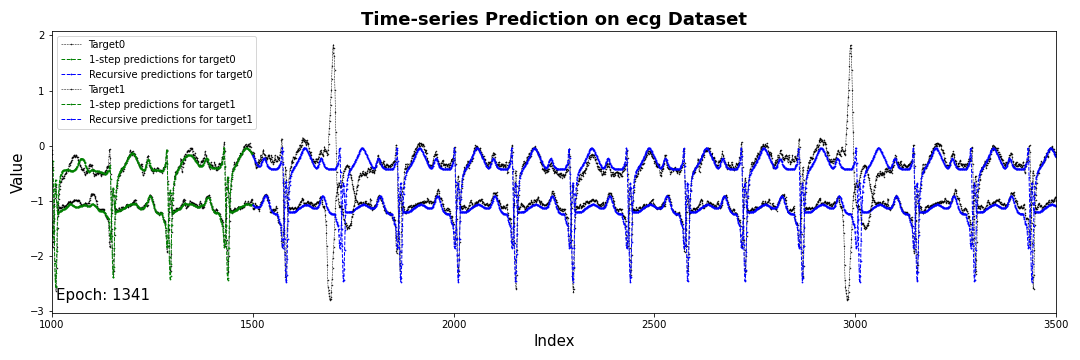 Time-series Prediction on ecg Dataset
Target0
1-step predictions for target0
Recursive predictions for target0
Target1
1-step predictions for target1
Recursive predictions for target1
2
1
0
−1
−2
−3
Value
Epoch: 1341
1000 1500 2000 2500 3000 3500
Index